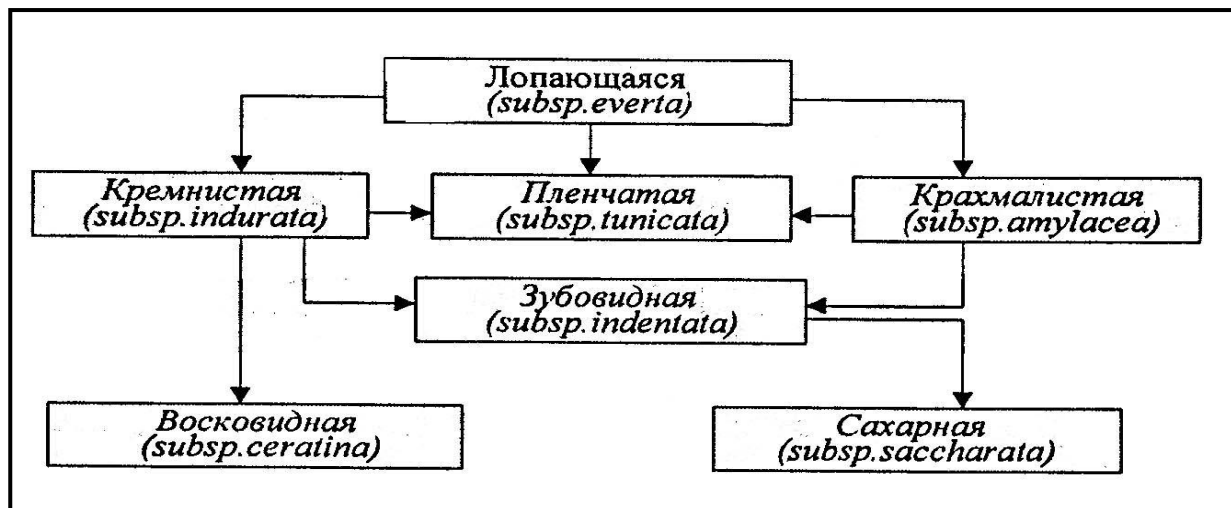 Лопающаяся
(subsp.everta)
Кремнистая
(subsp.indurata)
Пленчатая
(subsp.tunicata)
Крахмалистая
(subsp.amylacea)
Зубовидная
(subsp.indentata)
Восковидная
(subsp.ceratina)
Сахарная
(subsp.saccharata)